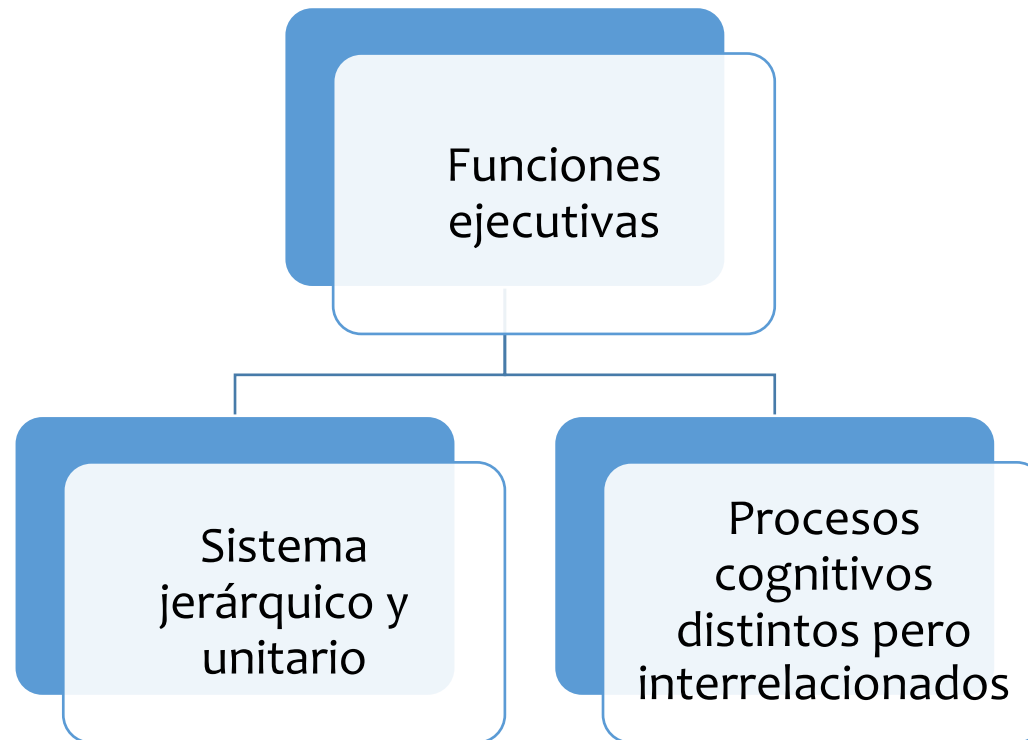 Funciones
ejecutivas
Sistema
jerárquico y
unitario
Procesos
cognitivos
distintos pero
interrelacionados